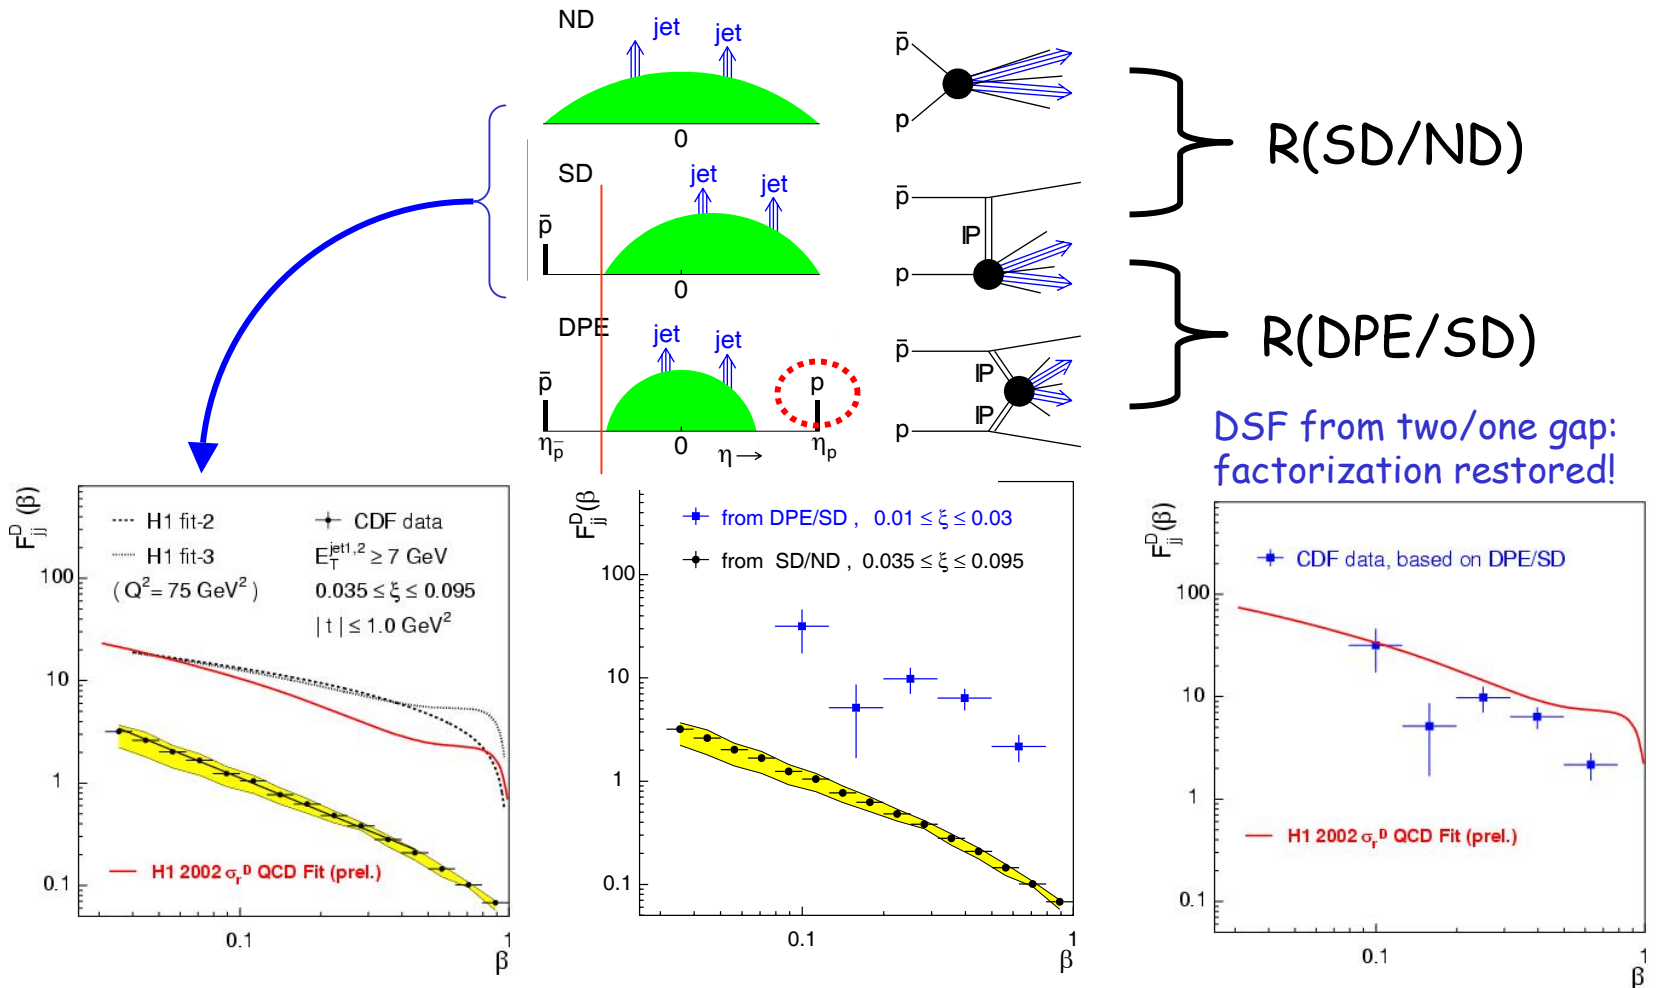 ND
jet
jet
0
p̄
p
R(SD/ND)
SD
jet
jet
p̄
0
p̄
IP
p
DPE
jet
jet
p̄
p
η_p̄
0
η→
η_p
p̄
IP
IP
p
R(DPE/SD)
DSF from two/one gap:
factorization restored!
F_jj^D(β)
H1 fit-2
H1 fit-3
( Q² = 75 GeV² )
CDF data
E_T^jet1,2 ≥ 7 GeV
0.035 ≤ ξ ≤ 0.095
| t | ≤ 1.0 GeV²
100
10
1
0.1
H1 2002 σ_r^D QCD Fit (prel.)
0.1
1
β
F_jj^D(β
from DPE/SD , 0.01 ≤ ξ ≤ 0.03
from SD/ND , 0.035 ≤ ξ ≤ 0.095
100
10
1
0.1
0.1
1
β
F_jj^D(β)
CDF data, based on DPE/SD
100
10
1
0.1
H1 2002 σ_r^D QCD Fit (prel.)
0.1
1
β